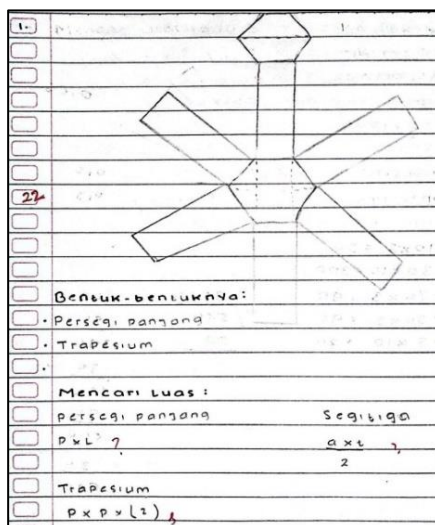 1.
22
Bentuk-bentuknya:
• Persegi panjang
• Trapesium
•
Mencari Luas :
persegi panjang Segitiga
P x L ? a x t
2
Trapesium
P x P x (2)